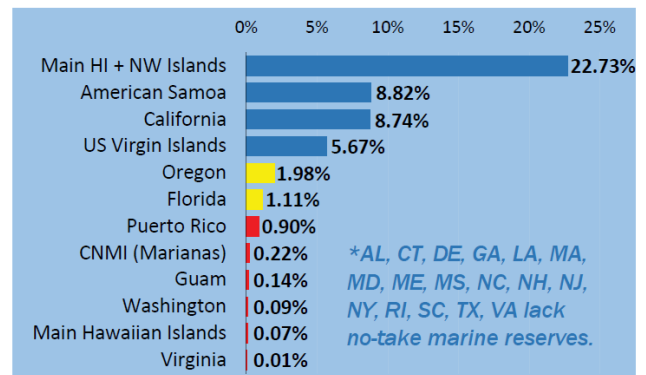 0% 5% 10% 15% 20% 25%
Main HI + NW Islands 22.73%
American Samoa 8.82%
California 8.74%
US Virgin Islands 5.67%
Oregon 1.98%
Florida 1.11%
Puerto Rico 0.90%
CNMI (Marianas) 0.22%
Guam 0.14%
Washington 0.09%
Main Hawaiian Islands 0.07%
Virginia 0.01%
*AL, CT, DE, GA, LA, MA,
MD, ME, MS, NC, NH, NJ,
NY, RI, SC, TX, VA lack
no-take marine reserves.